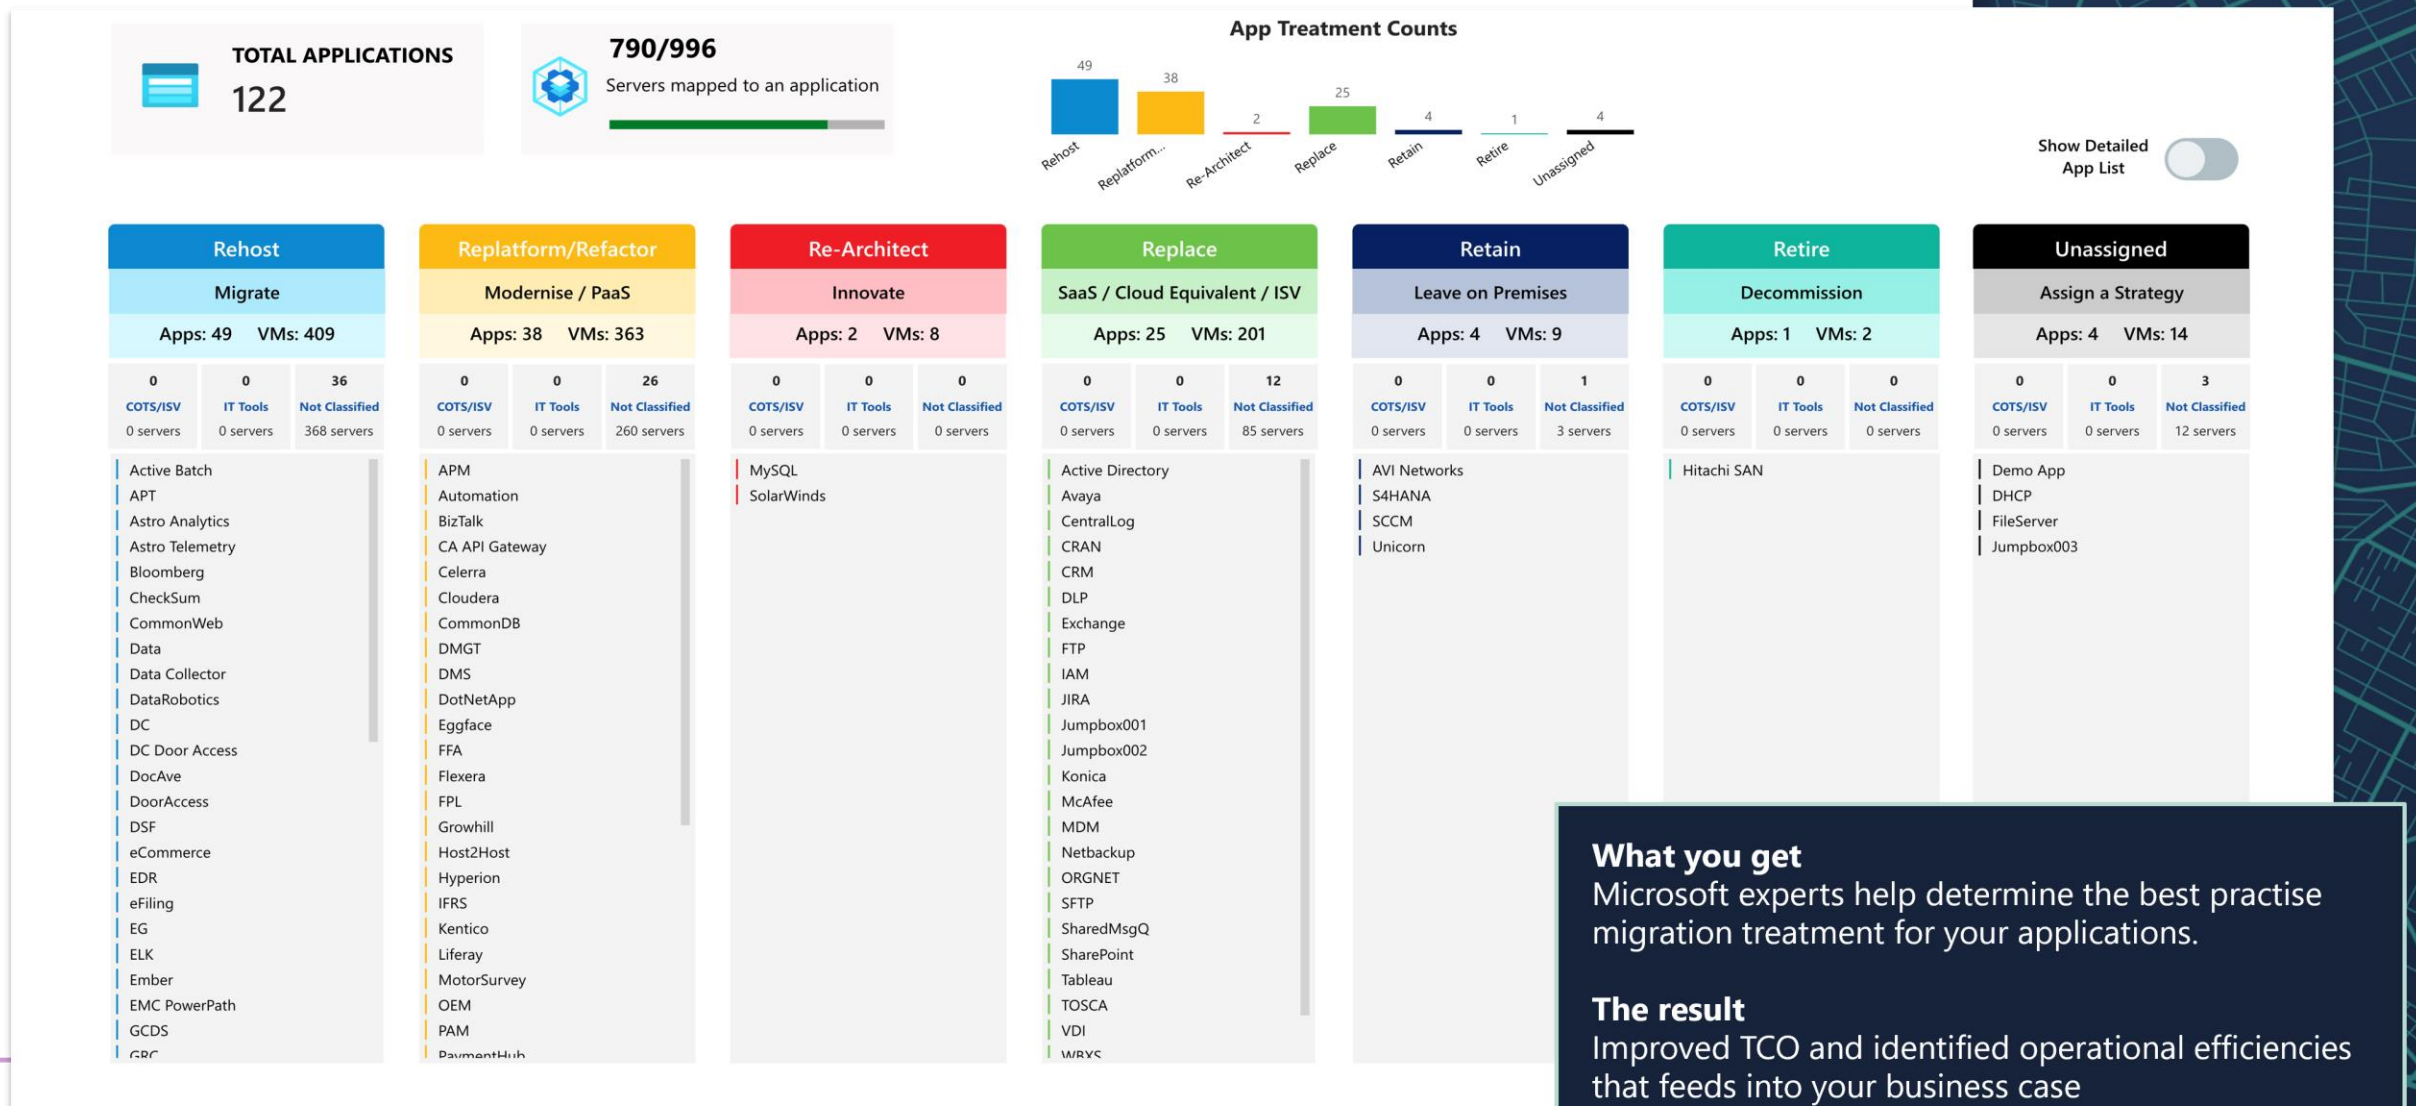 TOTAL APPLICATIONS
122
790/996
Servers mapped to an application
App Treatment Counts
49
38
2
25
4
1
4
Rehost
Replatform...
Re-Architect
Replace
Retain
Retire
Unassigned
Show Detailed
App List
Rehost
Migrate
Apps: 49 VMs: 409
0 0 36
COTS/ISV IT Tools Not Classified
0 servers 0 servers 368 servers
Active Batch
APT
Astro Analytics
Astro Telemetry
Bloomberg
CheckSum
CommonWeb
Data
Data Collector
DataRobotics
DC
DC Door Access
DocAve
DoorAccess
DSF
eCommerce
EDR
eFiling
EG
ELK
Ember
EMC PowerPath
GCDS
GRC
Replatform/Refactor
Modernise / PaaS
Apps: 38 VMs: 363
0 0 26
COTS/ISV IT Tools Not Classified
0 servers 0 servers 260 servers
APM
Automation
BizTalk
CA API Gateway
Celerra
Cloudera
CommonDB
DMGT
DMS
DotNetApp
Eggface
FFA
Flexera
FPL
Growhill
Host2Host
Hyperion
IFRS
Kentico
Liferay
MotorSurvey
OEM
PAM
PaymentHub
Re-Architect
Innovate
Apps: 2 VMs: 8
0 0 0
COTS/ISV IT Tools Not Classified
0 servers 0 servers 0 servers
MySQL
SolarWinds
Replace
SaaS / Cloud Equivalent / ISV
Apps: 25 VMs: 201
0 0 12
COTS/ISV IT Tools Not Classified
0 servers 0 servers 85 servers
Active Directory
Avaya
CentralLog
CRAN
CRM
DLP
Exchange
FTP
IAM
JIRA
Jumpbox001
Jumpbox002
Konica
McAfee
MDM
Netbackup
ORGNET
SFTP
SharedMsgQ
SharePoint
Tableau
TOSCA
VDI
WBXS
Retain
Leave on Premises
Apps: 4 VMs: 9
0 0 1
COTS/ISV IT Tools Not Classified
0 servers 0 servers 3 servers
AVI Networks
S4HANA
SCCM
Unicorn
Retire
Decommission
Apps: 1 VMs: 2
0 0 0
COTS/ISV IT Tools Not Classified
0 servers 0 servers 0 servers
Hitachi SAN
Unassigned
Assign a Strategy
Apps: 4 VMs: 14
0 0 3
COTS/ISV IT Tools Not Classified
0 servers 0 servers 12 servers
Demo App
DHCP
FileServer
Jumpbox003
What you get
Microsoft experts help determine the best practise
migration treatment for your applications.
The result
Improved TCO and identified operational efficiencies
that feeds into your business case